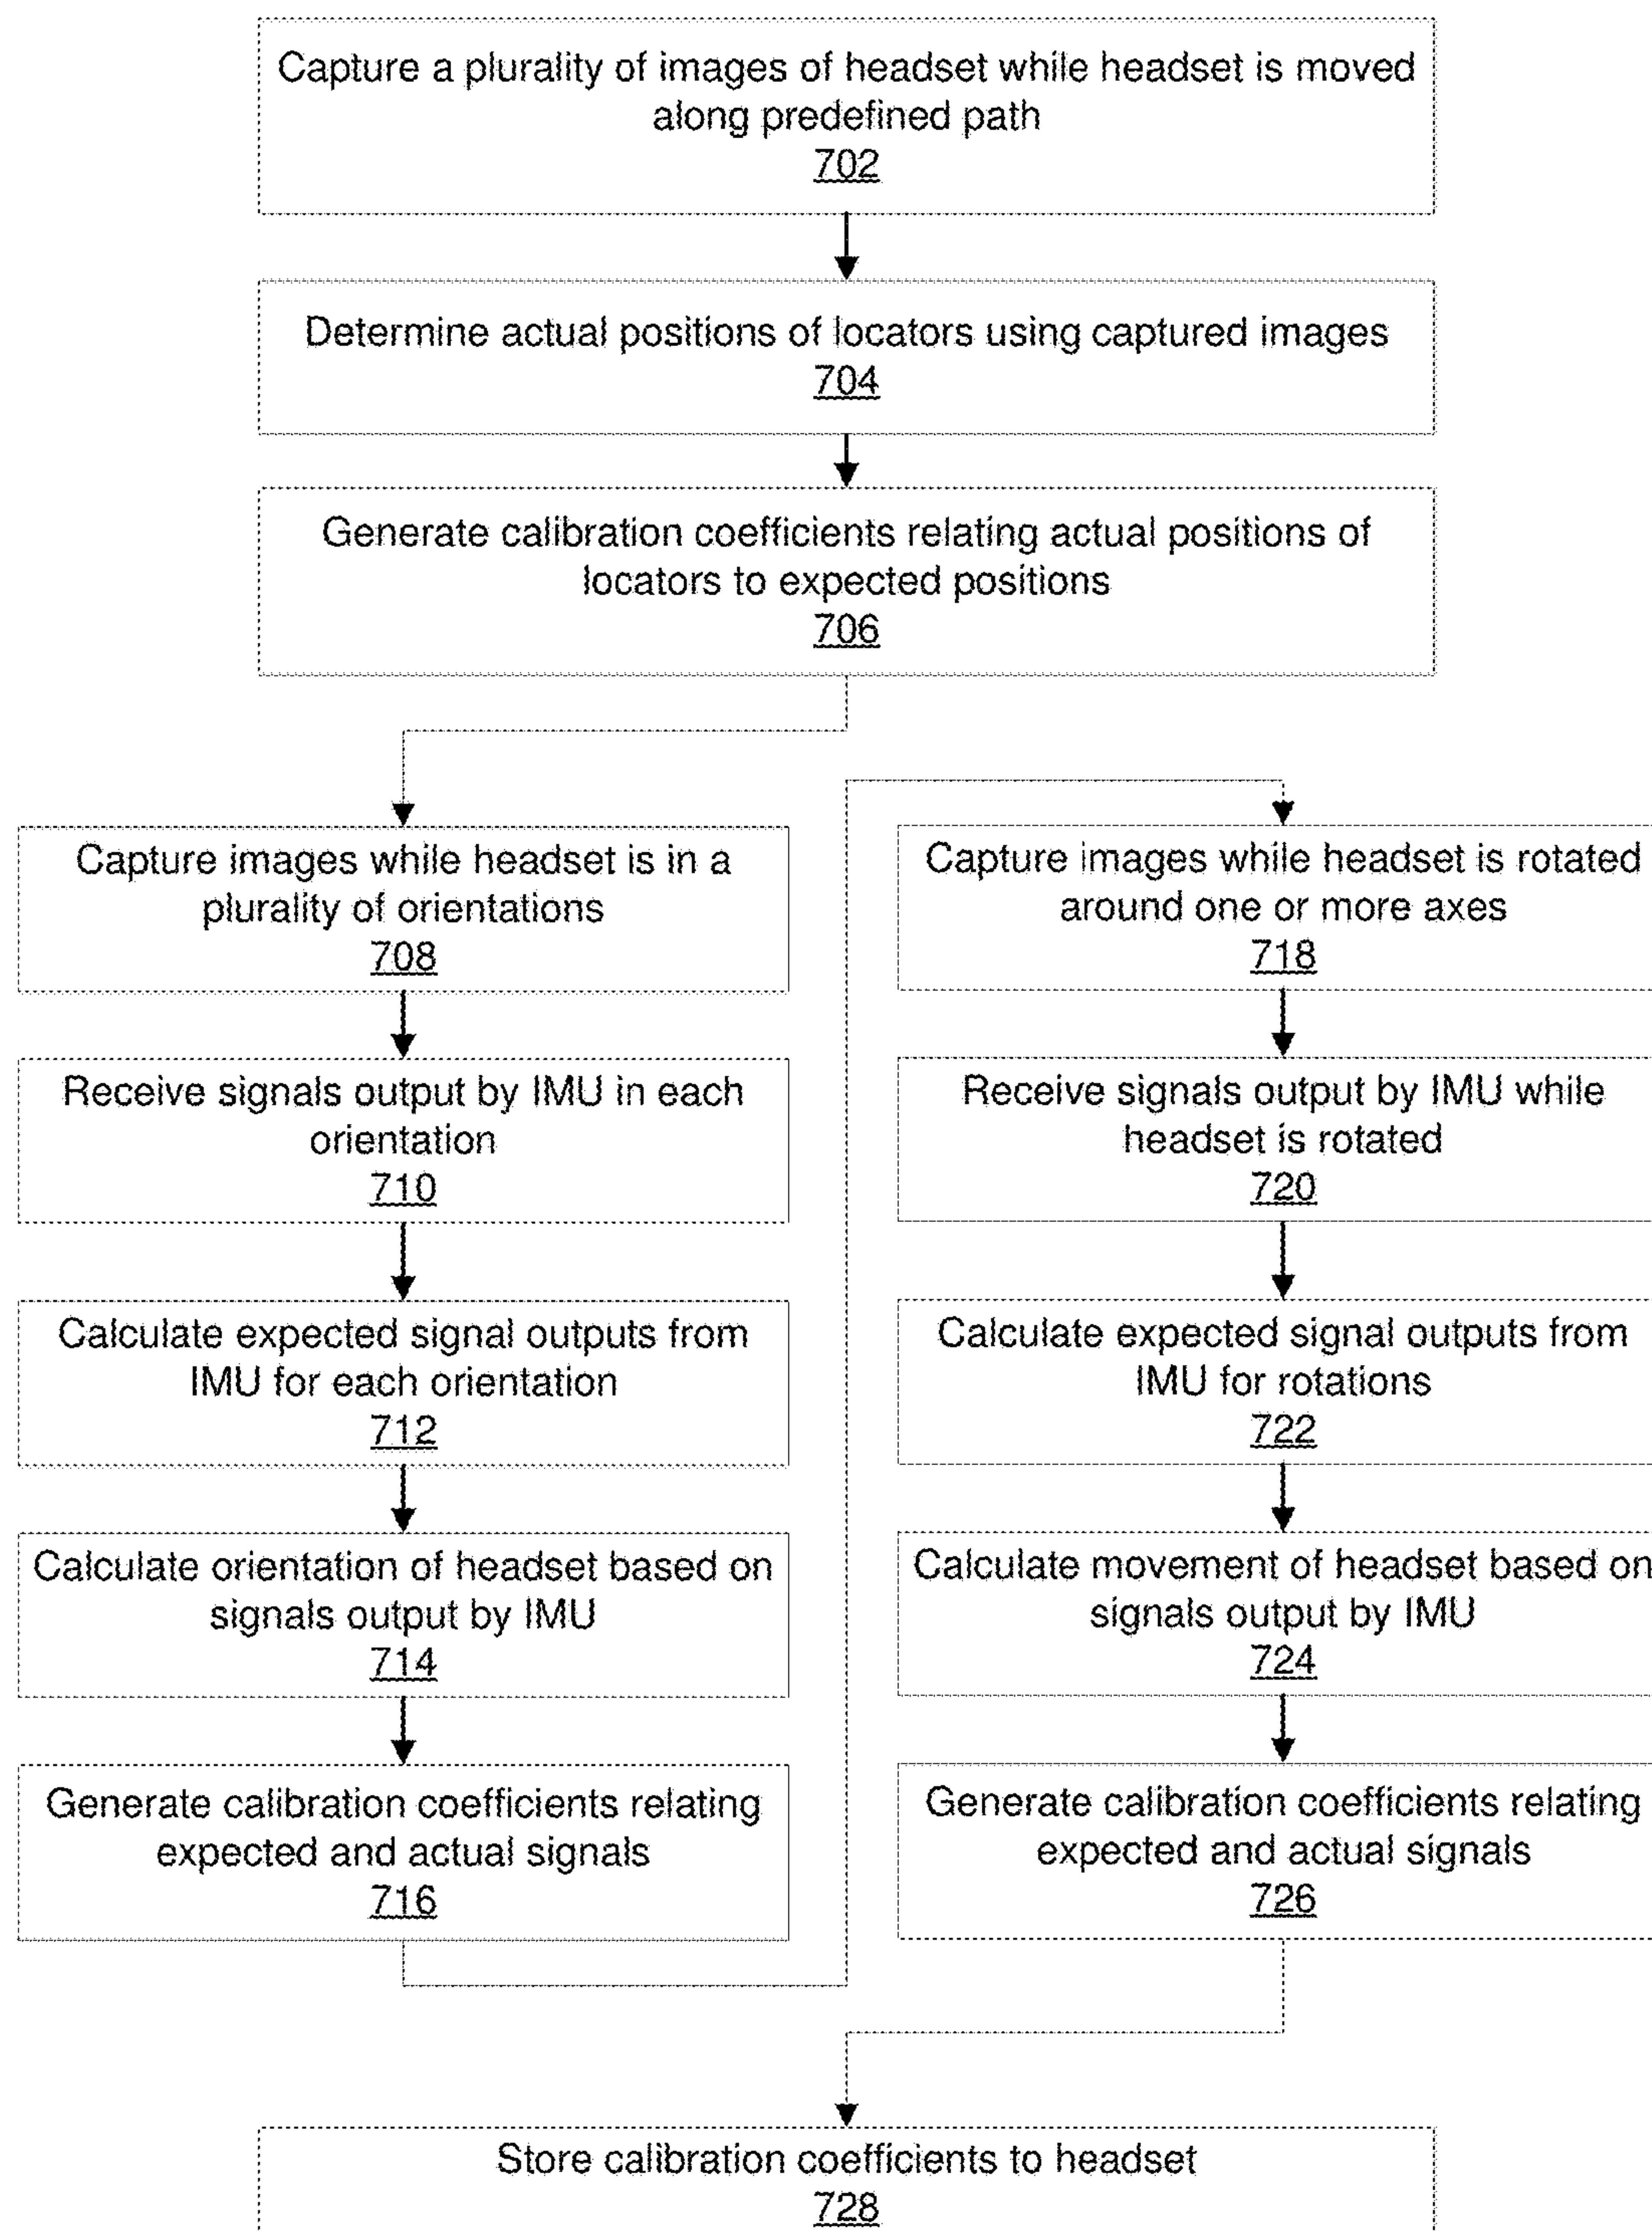 Capture a plurality of images of headset while headset is moved
along predefined path
702
Determine actual positions of locators using captured images
704
Generate calibration coefficients relating actual positions of
locators to expected positions
706
Capture images while headset is in a
plurality of orientations
708
Receive signals output by IMU in each
orientation
710
Calculate expected signal outputs from
IMU for each orientation
712
Calculate orientation of headset based on
signals output by IMU
714
Generate calibration coefficients relating
expected and actual signals
716
Capture images while headset is rotated
around one or more axes
718
Receive signals output by IMU while
headset is rotated
720
Calculate expected signal outputs from
IMU for rotations
722
Calculate movement of headset based on
signals output by IMU
724
Generate calibration coefficients relating
expected and actual signals
726
Store calibration coefficients to headset
728